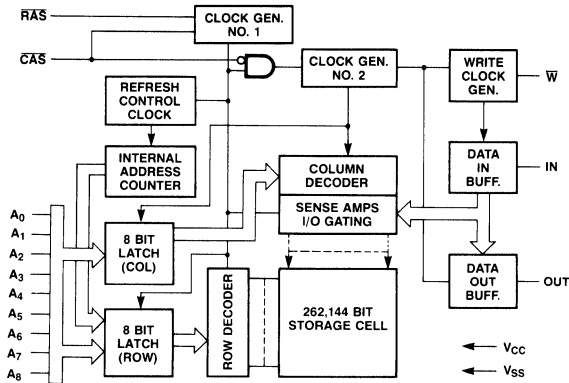 RAS
CLOCK GEN.
NO. 1
CAS
CLOCK GEN.
NO. 2
WRITE
CLOCK
GEN.
W
REFRESH
CONTROL
CLOCK
INTERNAL
ADDRESS
COUNTER
COLUMN
DECODER
DATA
IN
BUFF.
IN
SENSE AMPS
I/O GATING
A0
A1
A2
A3
A4
A5
A6
A7
A8
8 BIT
LATCH
(COL)
8 BIT
LATCH
(ROW)
ROW DECODER
262,144 BIT
STORAGE CELL
DATA
OUT
BUFF.
OUT
VCC
VSS